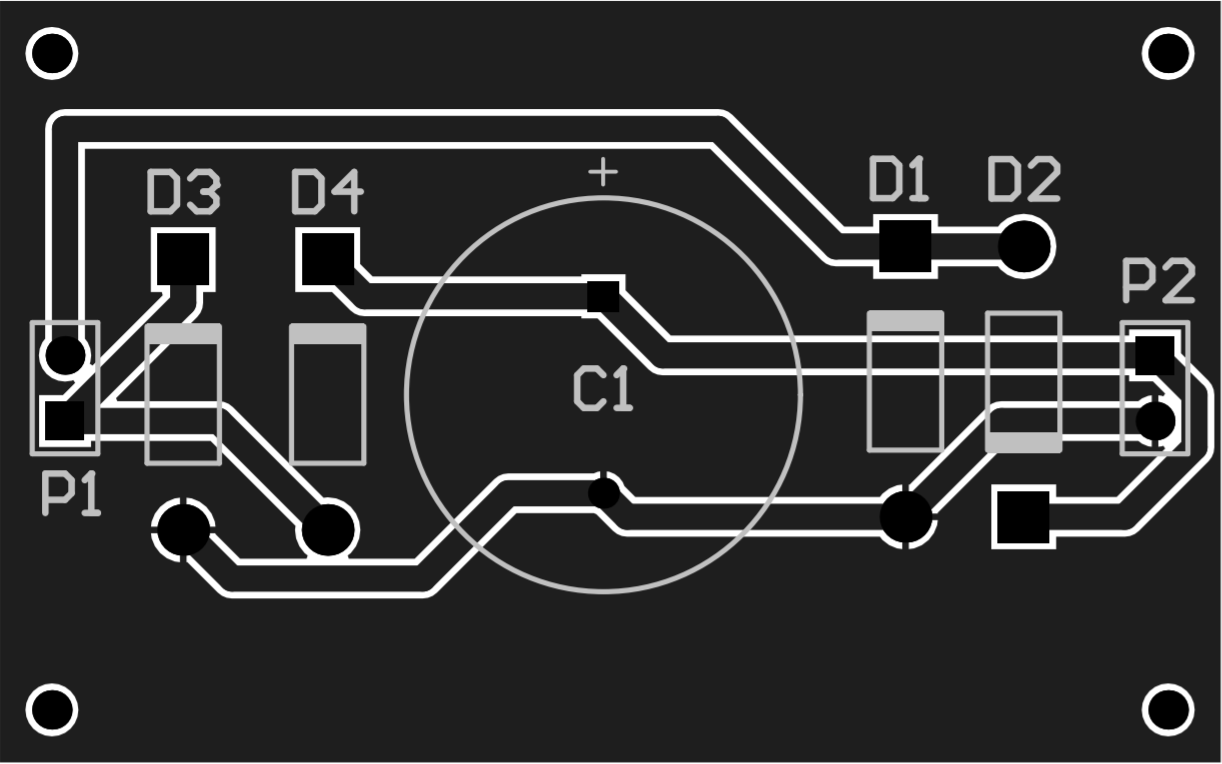 +
D3 D4 D1 D2
P2
C1
P1